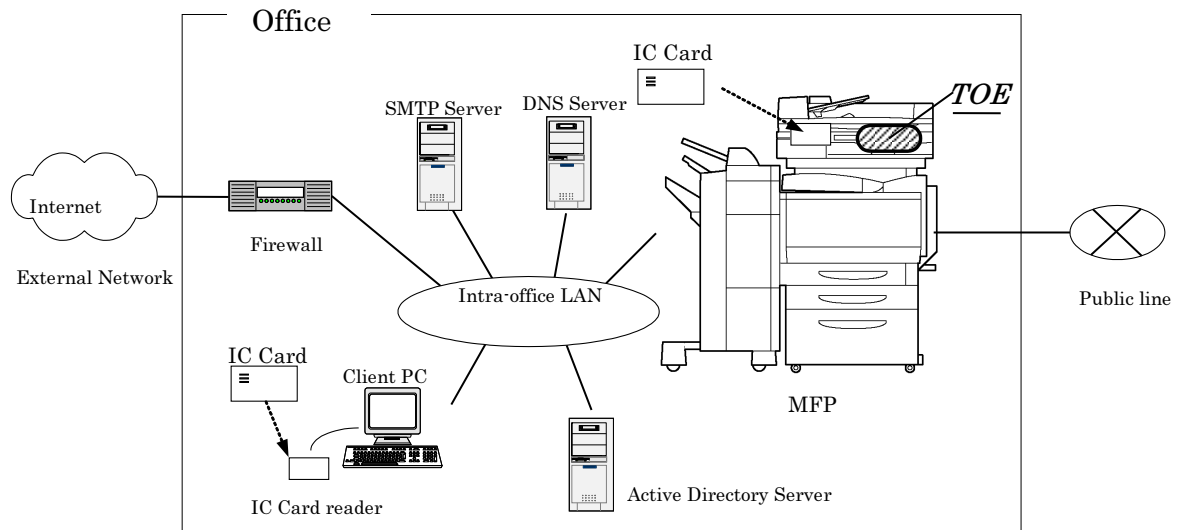 Office
IC Card
TOE
SMTP Server
DNS Server
Internet
Firewall
External Network
Intra-office LAN
Public line
IC Card
Client PC
MFP
IC Card reader
Active Directory Server